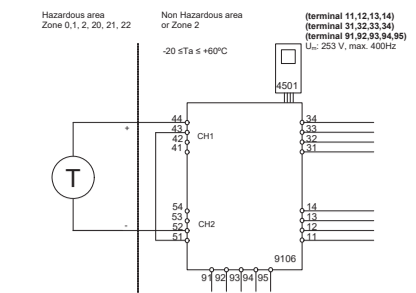 Hazardous area
Zone 0,1, 2, 20, 21, 22
Non Hazardous area
or Zone 2
-20 ≤Ta ≤ +60ºC
(terminal 11,12,13,14)
(terminal 31,32,33,34)
(terminal 91,92,93,94,95)
Um: 253 V, max. 400Hz
4501
44
43
42
41
CH1
34
33
32
31
+
T
-
54
53
52
51
CH2
14
13
12
11
9106
91 92 93 94 95